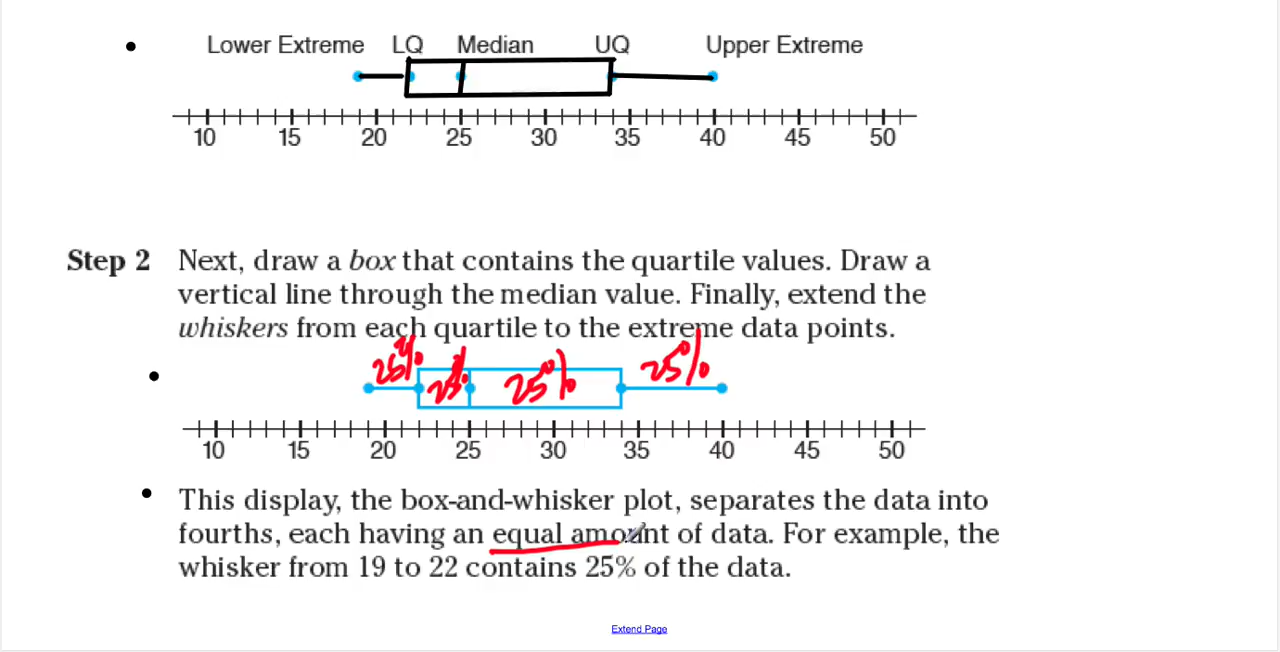 Lower Extreme LQ Median UQ Upper Extreme
10 15 20 25 30 35 40 45 50
Step 2 Next, draw a box that contains the quartile values. Draw a
vertical line through the median value. Finally, extend the
whiskers from each quartile to the extreme data points.
25% 25% 25% 25%
10 15 20 25 30 35 40 45 50
This display, the box-and-whisker plot, separates the data into
fourths, each having an equal amount of data. For example, the
whisker from 19 to 22 contains 25% of the data.
Extend Page